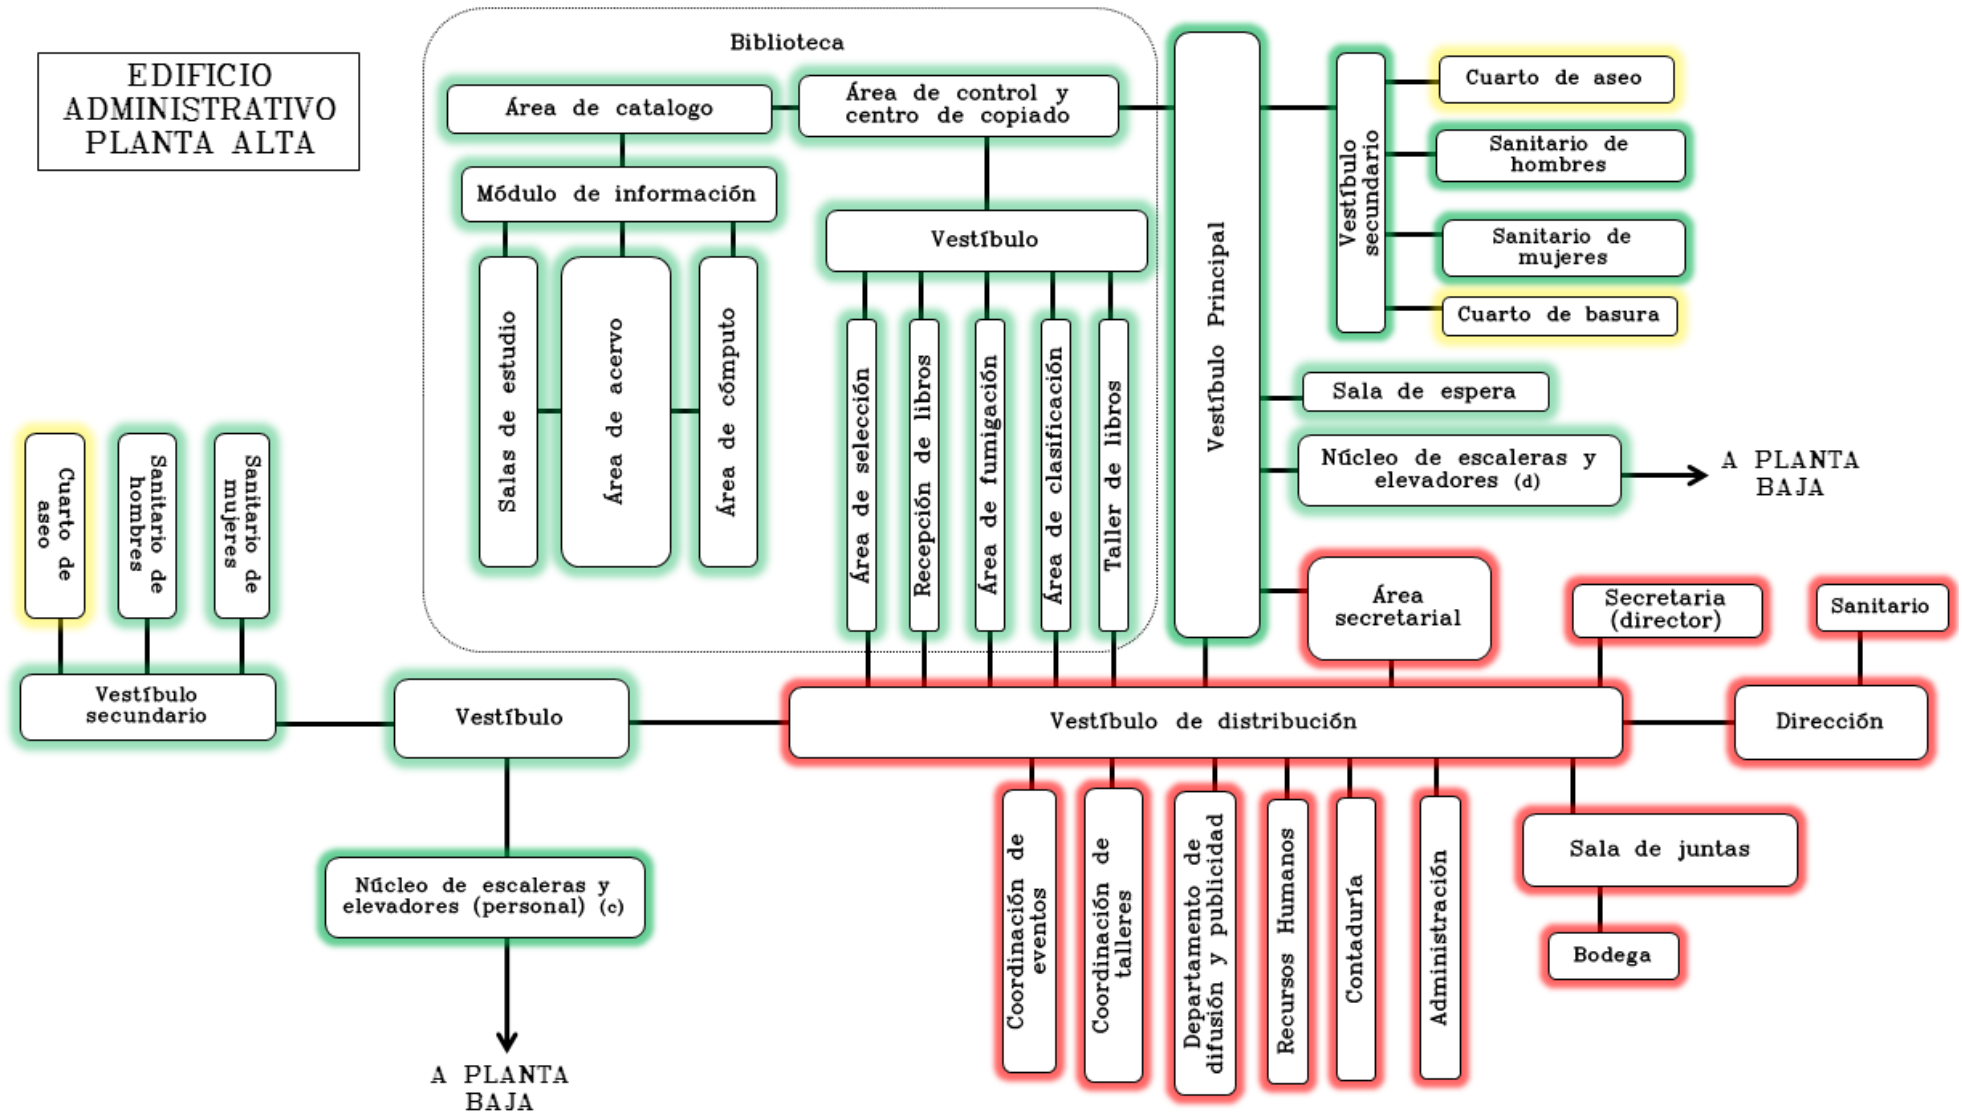 EDIFICIO
ADMINISTRATIVO
PLANTA ALTA
Biblioteca
Área de catalogo
Área de control y
centro de copiado
Módulo de información
Vestíbulo
Salas de estudio
Área de acervo
Área de cómputo
Área de selección
Recepción de libros
Área de fumigación
Área de clasificación
Taller de libros
Vestíbulo Principal
Vestíbulo
secundario
Cuarto de aseo
Sanitario de
hombres
Sanitario de
mujeres
Cuarto de basura
Sala de espera
Núcleo de escaleras y
elevadores (d)
A PLANTA
BAJA
Área
secretarial
Secretaria
(director)
Sanitario
Cuarto de
aseo
Sanitario de
hombres
Sanitario de
mujeres
Vestíbulo
secundario
Vestíbulo
Vestíbulo de distribución
Dirección
Núcleo de escaleras y
elevadores (personal) (c)
A PLANTA
BAJA
Coordinación de
eventos
Coordinación de
talleres
Departamento de
difusión y publicidad
Recursos Humanos
Contaduría
Administración
Sala de juntas
Bodega